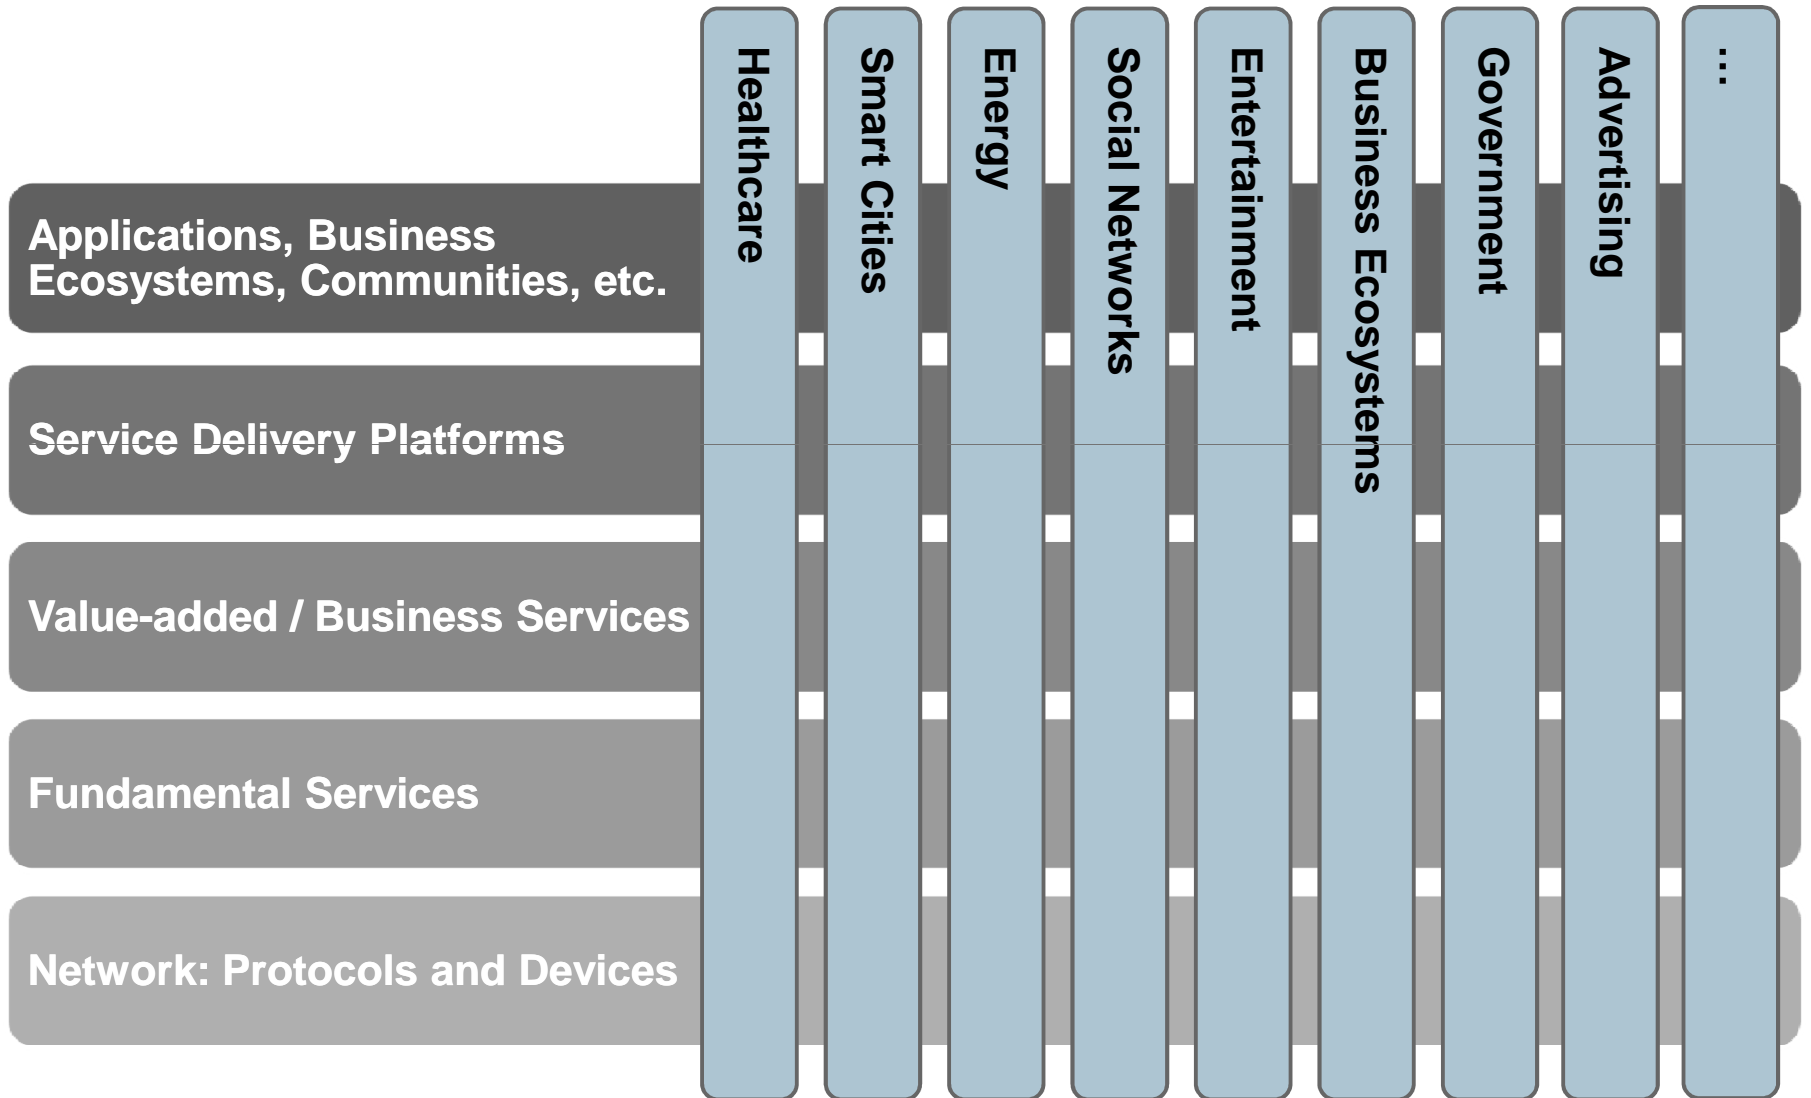 Healthcare
Smart Cities
Energy
Social Networks
Entertainment
Business Ecosystems
Government
Advertising
...
Applications, Business
Ecosystems, Communities, etc.
Service Delivery Platforms
Value-added / Business Services
Fundamental Services
Network: Protocols and Devices